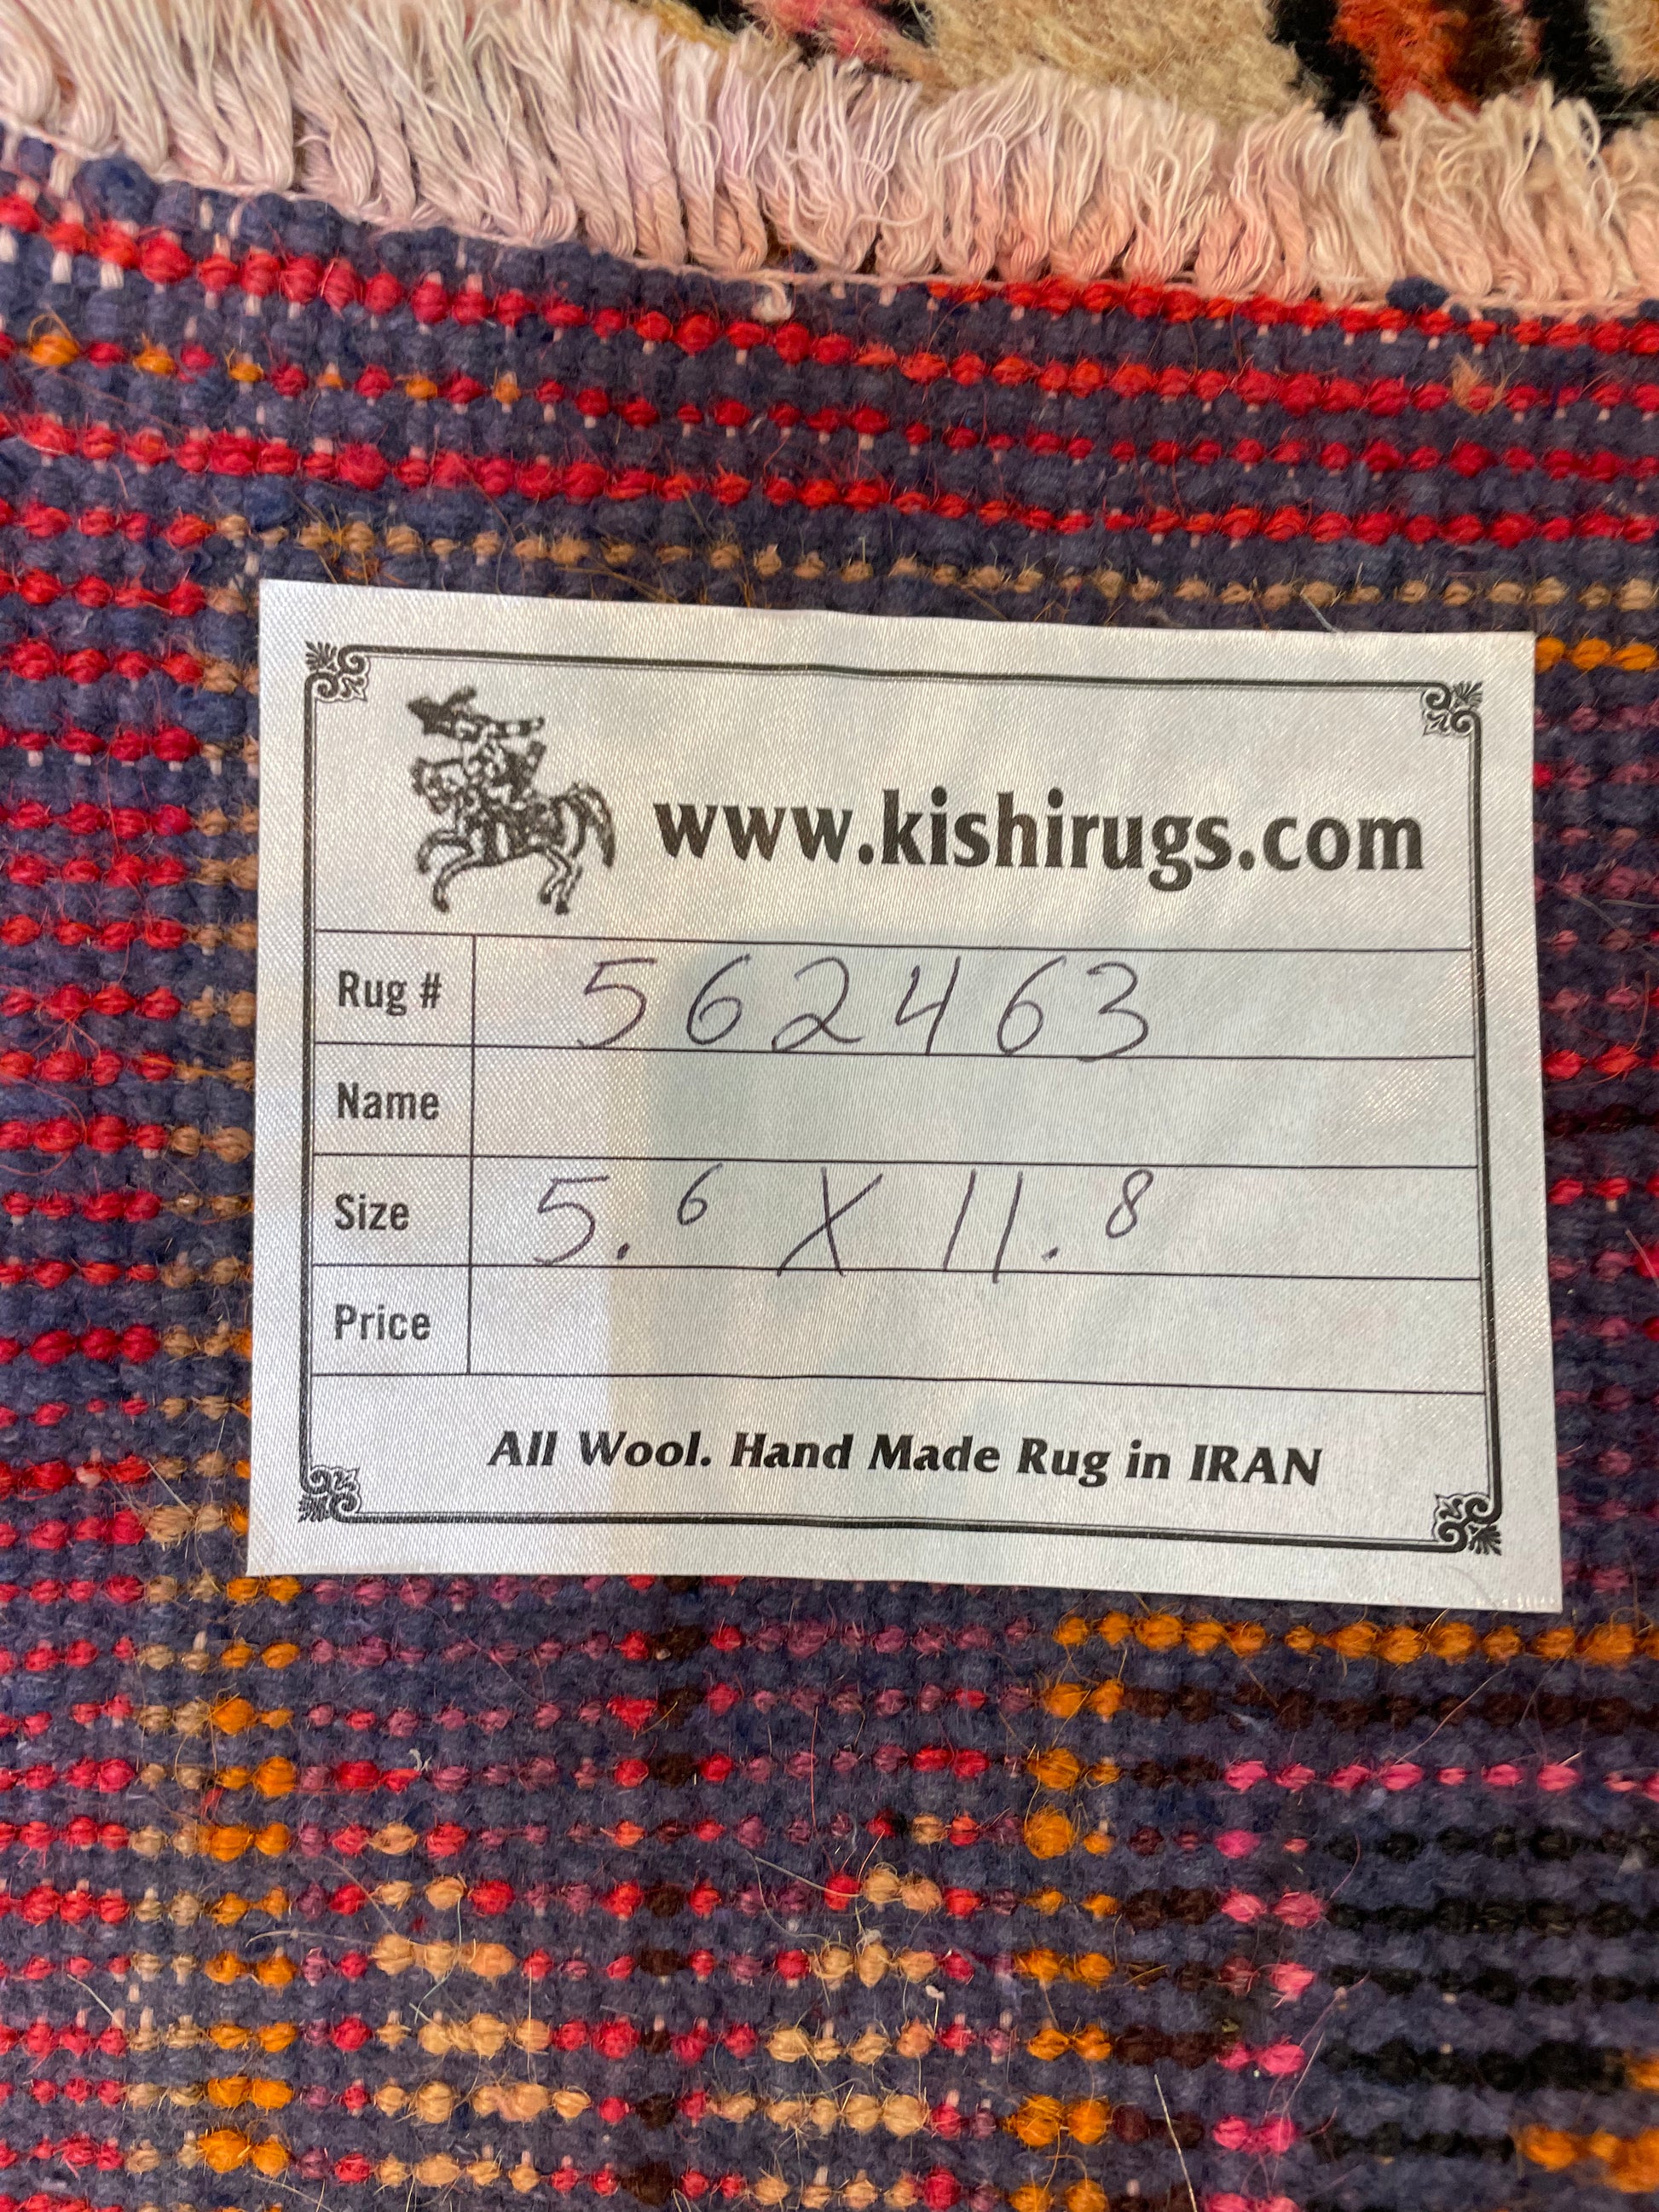 www.kishirugs.com
Rug # 562463
Name
Size 5.6 X 11.8
Price
All Wool. Hand Made Rug in IRAN